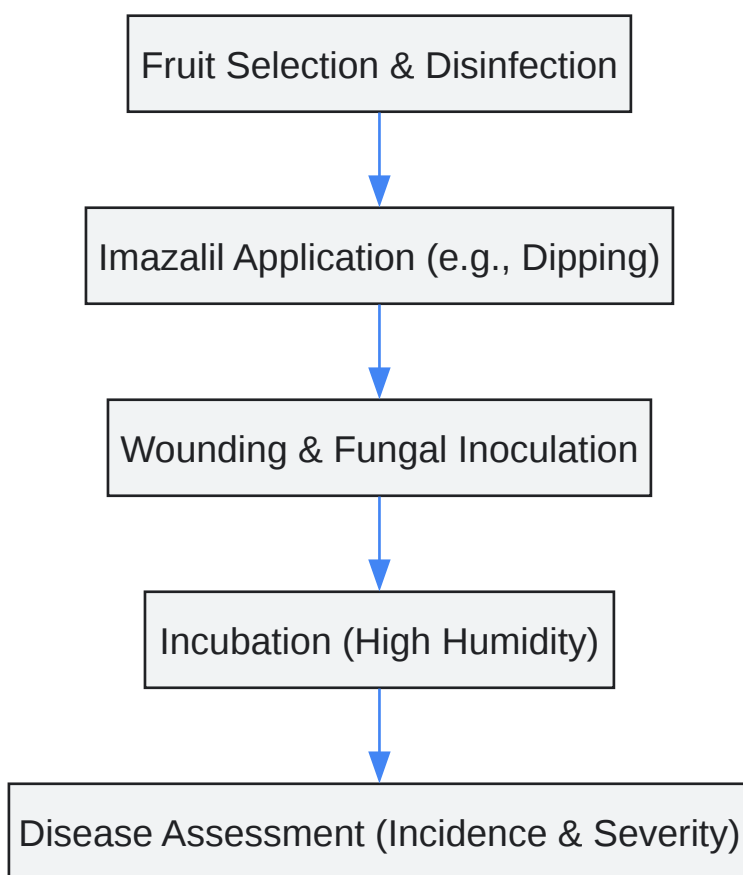 Fruit Selection & Disinfection
Imazalil Application (e.g., Dipping)
Wounding & Fungal Inoculation
Incubation (High Humidity)
Disease Assessment (Incidence & Severity)